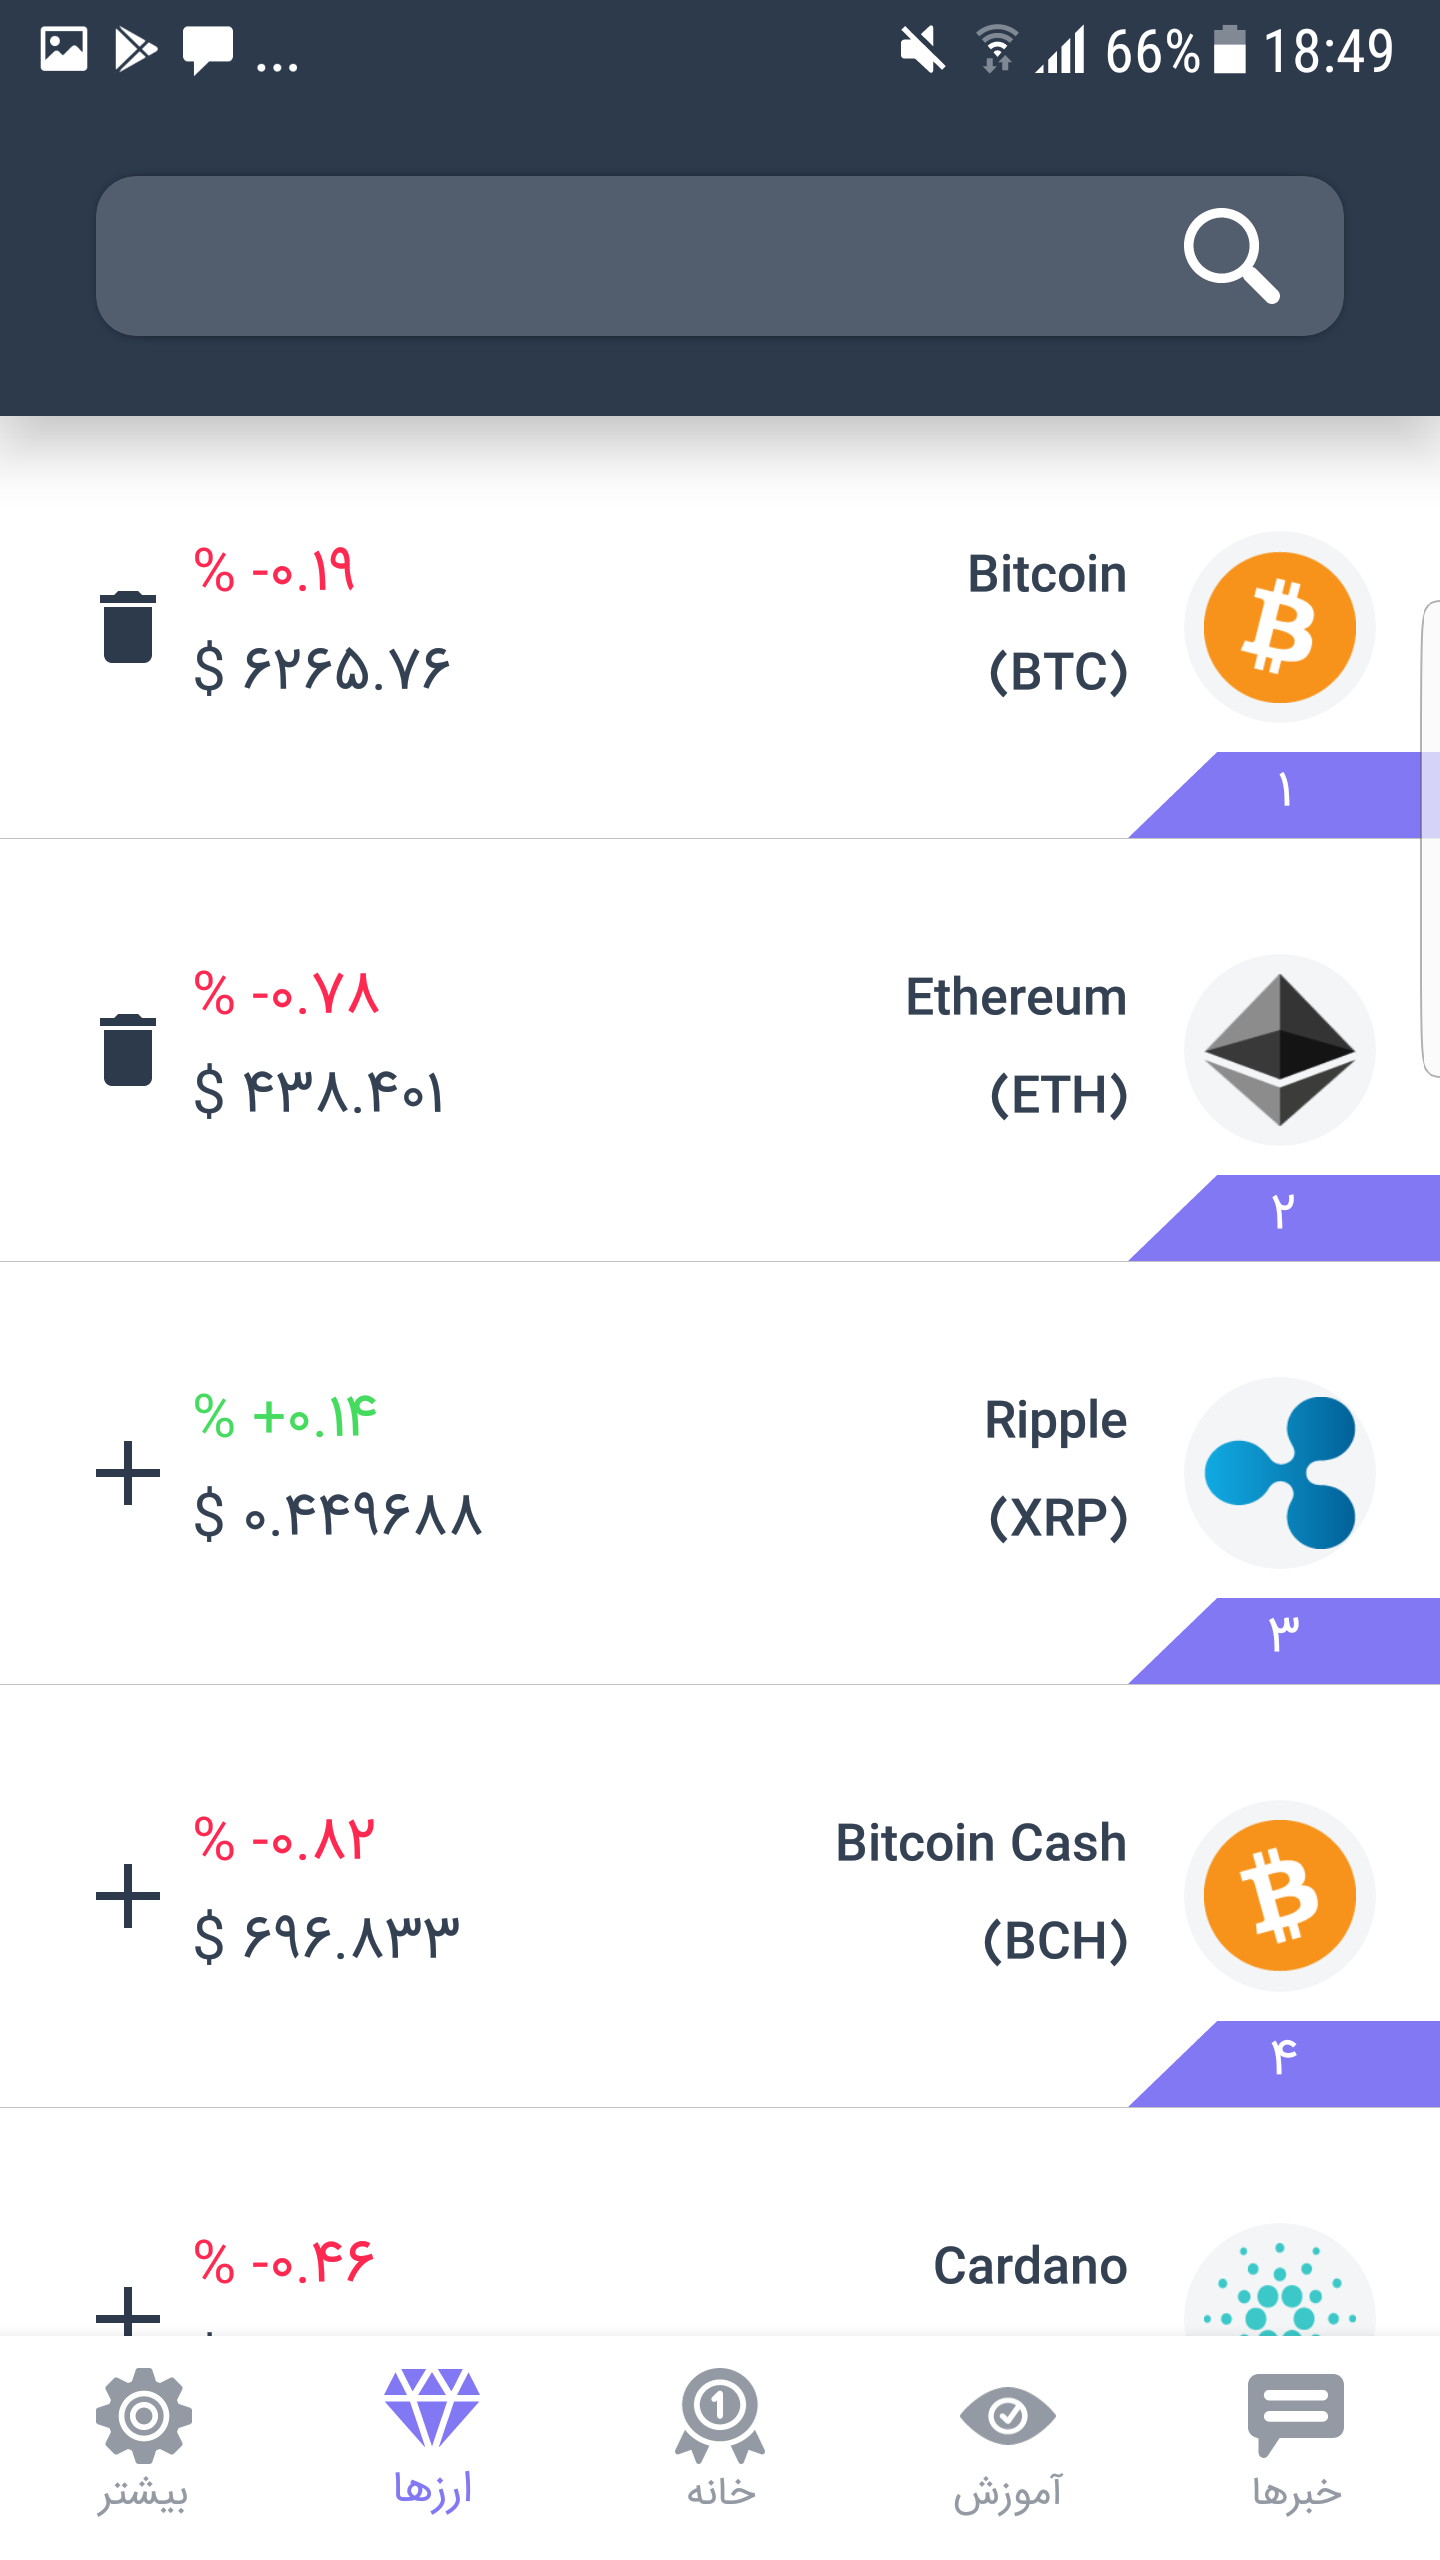 ... 66% 18:49
Bitcoin
(BTC)
% -۰.۱۹
$ ۶۲۶۵.۷۶
۱
Ethereum
(ETH)
% -۰.۷۸
$ ۴۳۸.۴۰۱
۲
Ripple
(XRP)
% +۰.۱۴
$ ۰.۴۴۹۶۸۸
۳
Bitcoin Cash
(BCH)
% -۰.۸۲
$ ۶۹۶.۸۳۳
۴
Cardano
% -۰.۴۶
خبرها
آموزش
خانه
ارزها
بیشتر